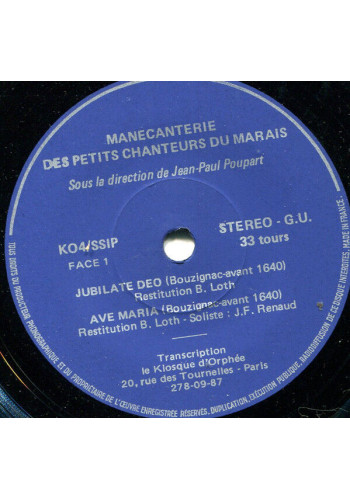 MANECANTERIE
DES PETITS CHANTEURS DU MARAIS
Sous la direction de Jean-Paul Poupart
KO4/SSIP
FACE 1
STEREO - G.U.
33 tours
JUBILATE DEO (Bouzignac-avant 1640)
Restitution B. Loth
AVE MARIA (Bouzignac-avant 1640)
Restitution B. Loth - Soliste : J.F. Renaud
Transcription
le Kiosque d'Orphée
20, rue des Tournelles - Paris
278-09-87
TOUS DROITS DU PRODUCTEUR PHONOGRAPHIQUE ET DU PROPRIETAIRE DE L'ŒUVRE ENREGISTRÉE RÉSERVÉS, DUPLICATION, EXÉCUTION PUBLIQUE, RADIODIFFUSION DE CE DISQUE INTERDITES, MADE IN FRANCE.